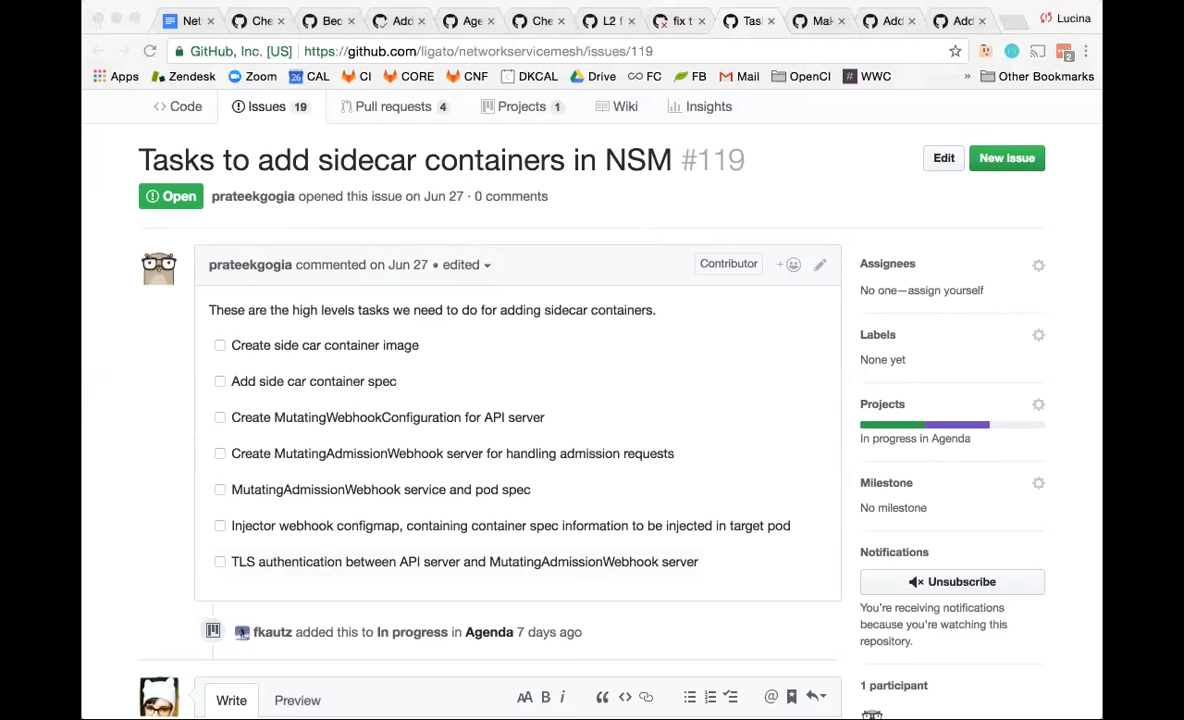 Net
Che
Bec
Add
Age
Che
L2 f
fix t
Tas
Mak
Add
Add
Lucina
GitHub, Inc. [US] https://github.com/ligato/networkservicemesh/issues/119
Apps Zendesk Zoom CAL CI CORE CNF DKCAL Drive FC FB Mail OpenCI WWC » Other Bookmarks
Code Issues 19 Pull requests 4 Projects 1 Wiki Insights
Tasks to add sidecar containers in NSM #119
Edit New issue
Open prateekgogia opened this issue on Jun 27 · 0 comments
prateekgogia commented on Jun 27 • edited
Contributor
These are the high levels tasks we need to do for adding sidecar containers.
Create side car container image
Add side car container spec
Create MutatingWebhookConfiguration for API server
Create MutatingAdmissionWebhook server for handling admission requests
MutatingAdmissionWebhook service and pod spec
Injector webhook configmap, containing container spec information to be injected in target pod
TLS authentication between API server and MutatingAdmissionWebhook server
fkautz added this to In progress in Agenda 7 days ago
Write Preview
AA B i
Assignees
No one—assign yourself
Labels
None yet
Projects
In progress in Agenda
Milestone
No milestone
Notifications
Unsubscribe
You're receiving notifications
because you're watching this
repository.
1 participant